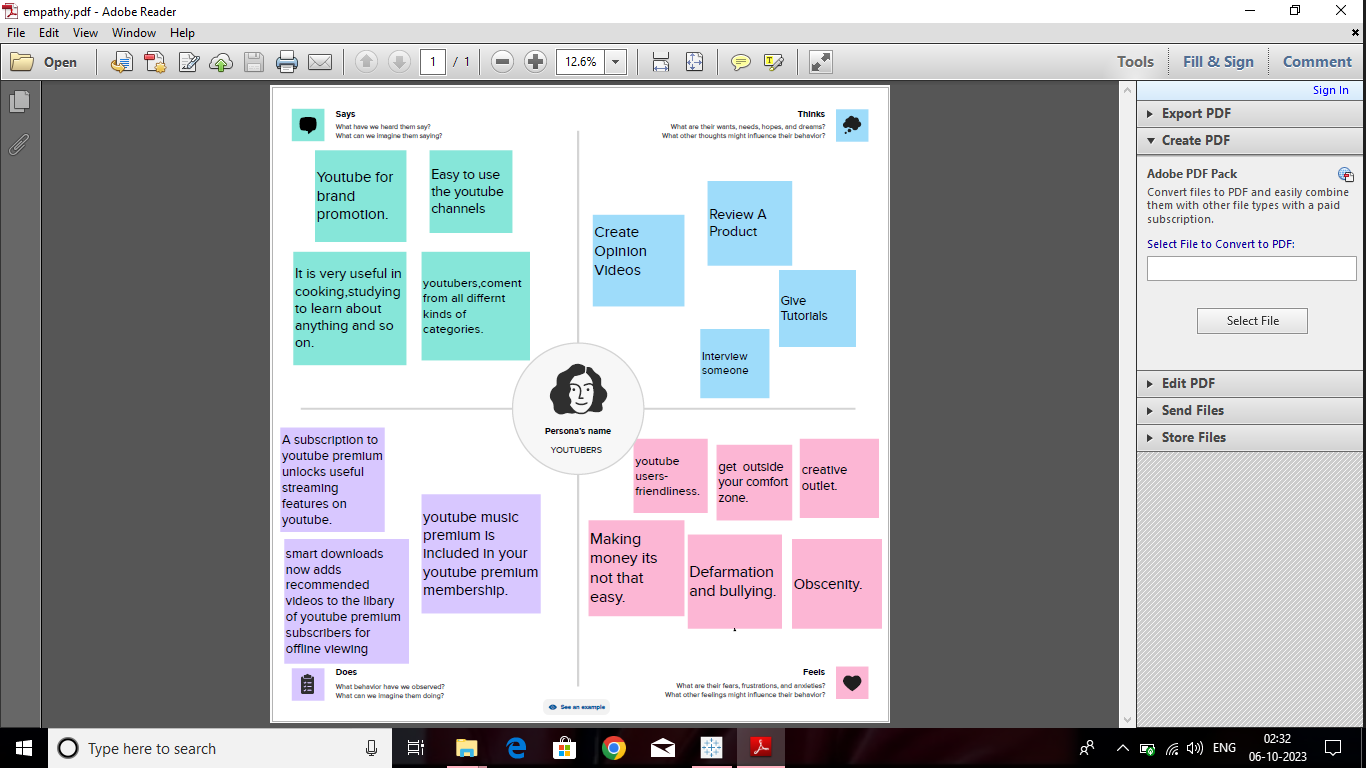 empathy.pdf - Adobe Reader
File Edit View Window Help
Open
1 / 1
12.6%
Tools
Fill & Sign
Comment
Sign In
Export PDF
Create PDF
Adobe PDF Pack
Convert files to PDF and easily combine
them with other file types with a paid
subscription.
Select File to Convert to PDF:
Select File
Edit PDF
Send Files
Store Files
Says
What have we heard them say?
What can we imagine them saying?
Youtube for
brand
promotion.
Easy to use
the youtube
channels
It is very useful in
cooking,studying
to learn about
anything and so
on.
youtubers,coment
from all differnt
kinds of
categories.
Thinks
What are their wants, needs, hopes, and dreams?
What other thoughts might influence their behavior?
Create
Opinion
Videos
Review A
Product
Give
Tutorials
Interview
someone
Persona's name
YOUTUBERS
A subscription to
youtube premium
unlocks useful
streaming
features on
youtube.
youtube music
premium is
included in your
youtube premium
membership.
smart downloads
now adds
recommended
videos to the libary
of youtube premium
subscribers for
offline viewing
Does
What behavior have we observed?
What can we imagine them doing?
youtube
users-
friendliness.
get outside
your comfort
zone.
creative
outlet.
Making
money its
not that
easy.
Defarmation
and bullying.
Obscenity.
Feels
What are their fears, frustrations, and anxieties?
What other feelings might influence their behavior?
See an example
Type here to search
ENG
02:32
06-10-2023